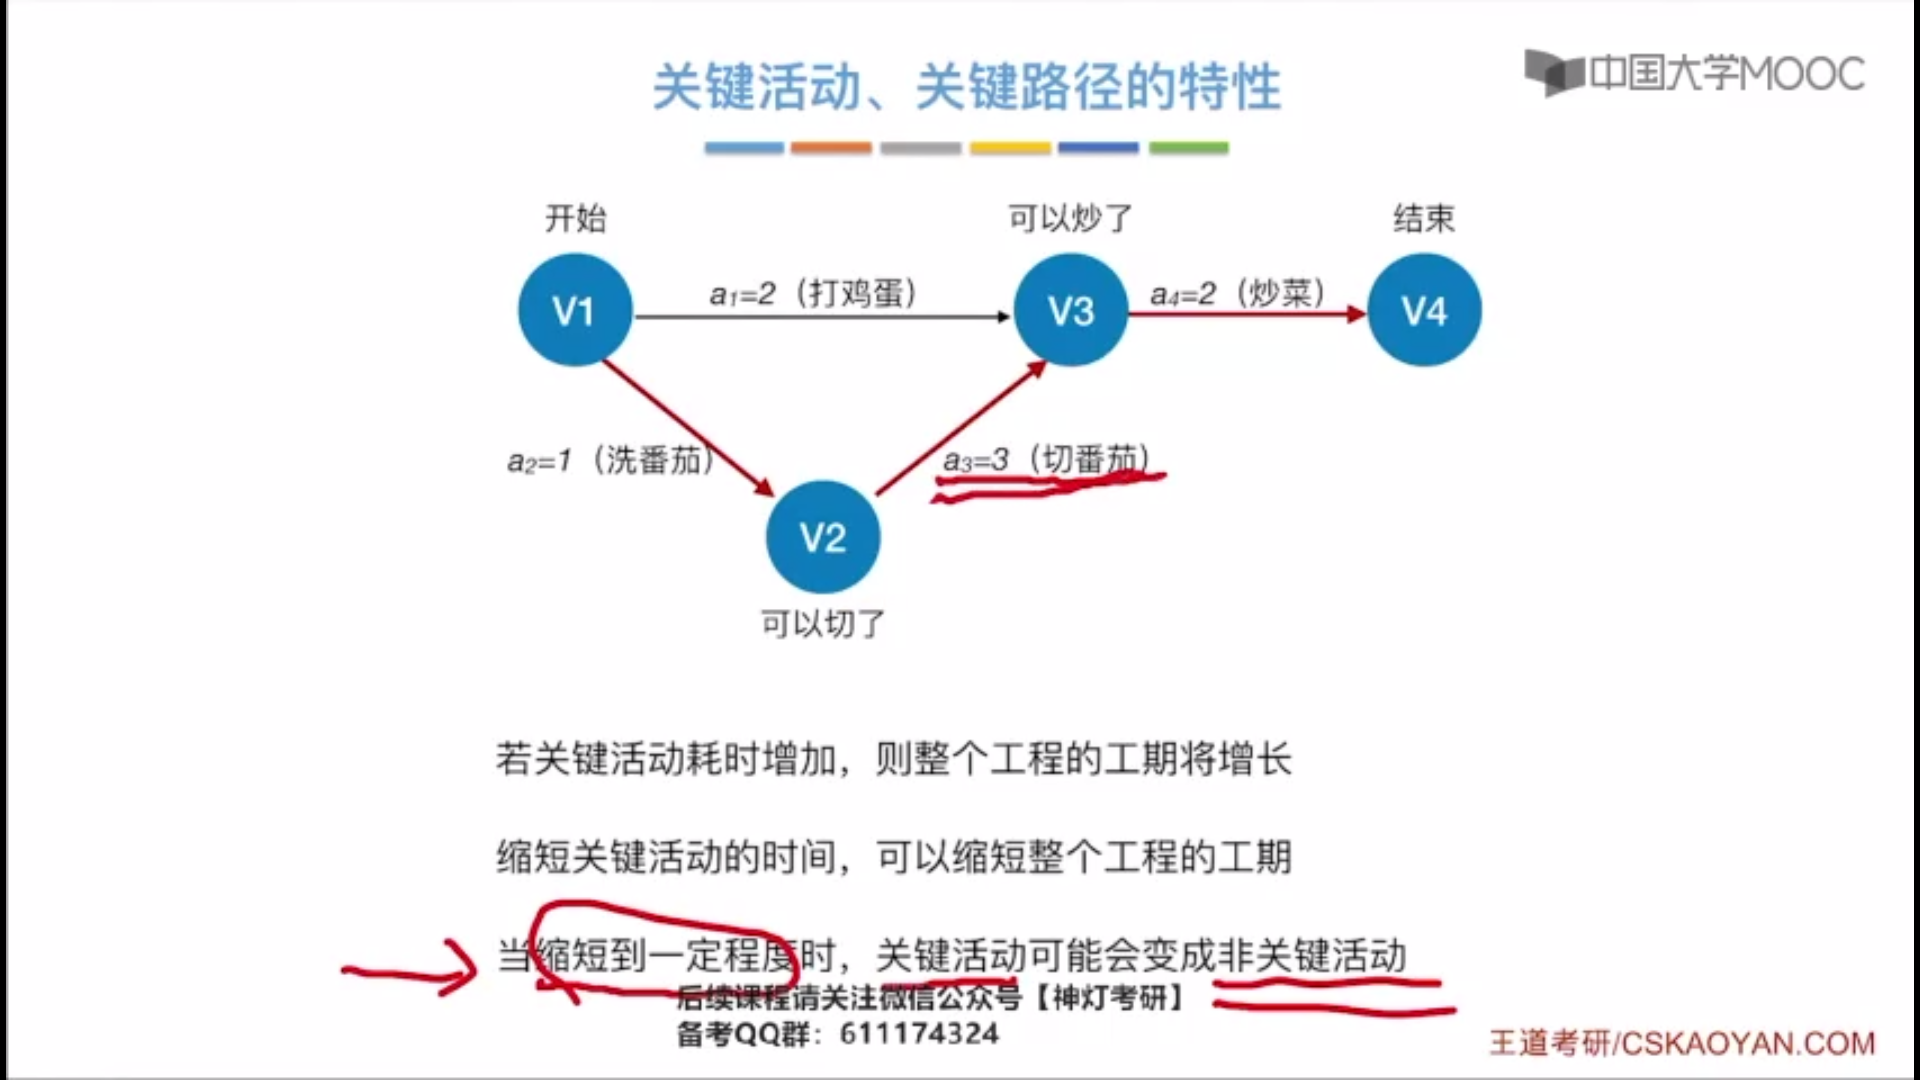 关键活动、关键路径的特性
中国大学MOOC
开始
可以炒了
结束
V1
a₁=2（打鸡蛋）
V3
a₄=2（炒菜）
V4
a₂=1（洗番茄）
a₃=3（切番茄）
V2
可以切了
若关键活动耗时增加，则整个工程的工期将增长
缩短关键活动的时间，可以缩短整个工程的工期
当缩短到一定程度时，关键活动可能会变成非关键活动
后续课程请关注微信公众号【神灯考研】
备考QQ群：611174324
王道考研/CSKAOYAN.COM